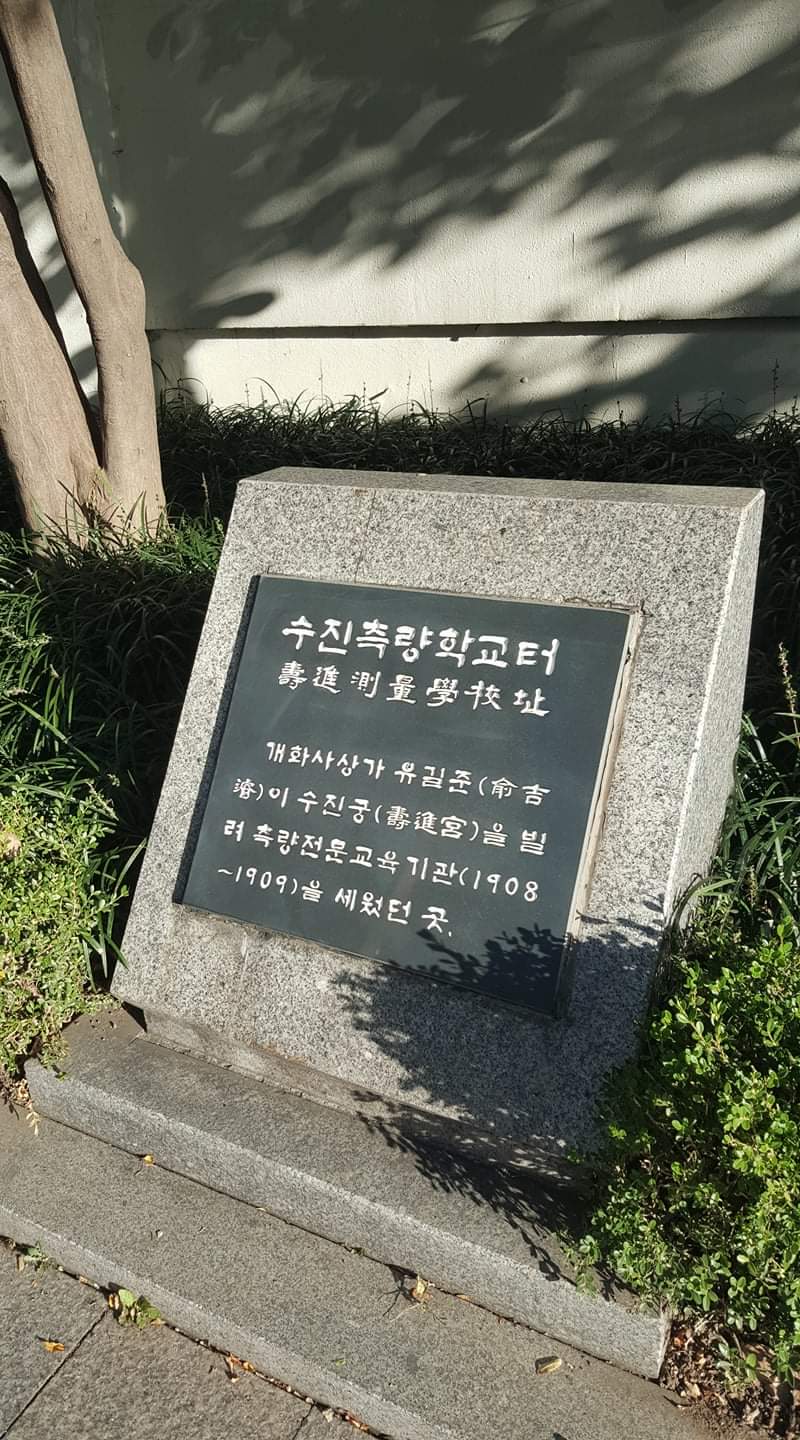 수진측량학교터
壽進測量學校址
개화사상가 유길준(兪吉
濬)이 수진궁(壽進宮)을 빌
려 측량전문교육기관(1908
~1909)을 세웠던 곳.